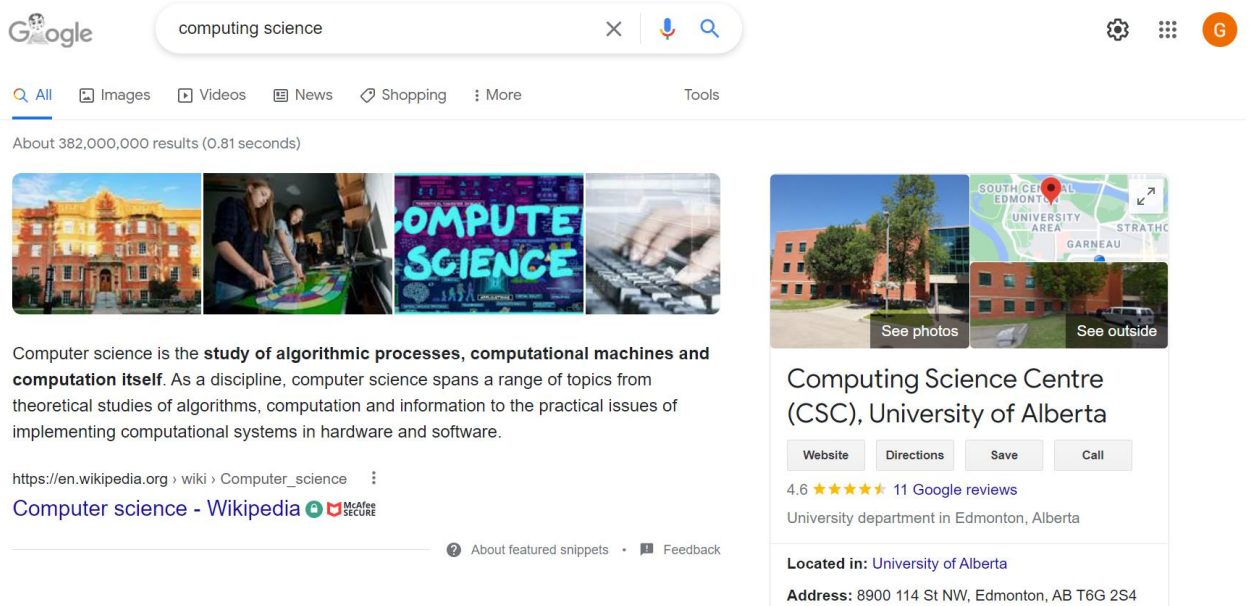 Google
computing science
G
All
Images
Videos
News
Shopping
More
Tools
About 382,000,000 results (0.81 seconds)
COMPUTE
SCIENCE
Computer science is the study of algorithmic processes, computational machines and
computation itself. As a discipline, computer science spans a range of topics from
theoretical studies of algorithms, computation and information to the practical issues of
implementing computational systems in hardware and software.
https://en.wikipedia.org › wiki › Computer_science
Computer science - Wikipedia McAfee SECURE
About featured snippets • Feedback
SOUTH CENTRAL
EDMONTON
UNIVERSITY
AREA
GARNEAU
STRATHC
See photos
See outside
Computing Science Centre
(CSC), University of Alberta
Website Directions Save Call
4.6 11 Google reviews
University department in Edmonton, Alberta
Located in: University of Alberta
Address: 8900 114 St NW, Edmonton, AB T6G 2S4